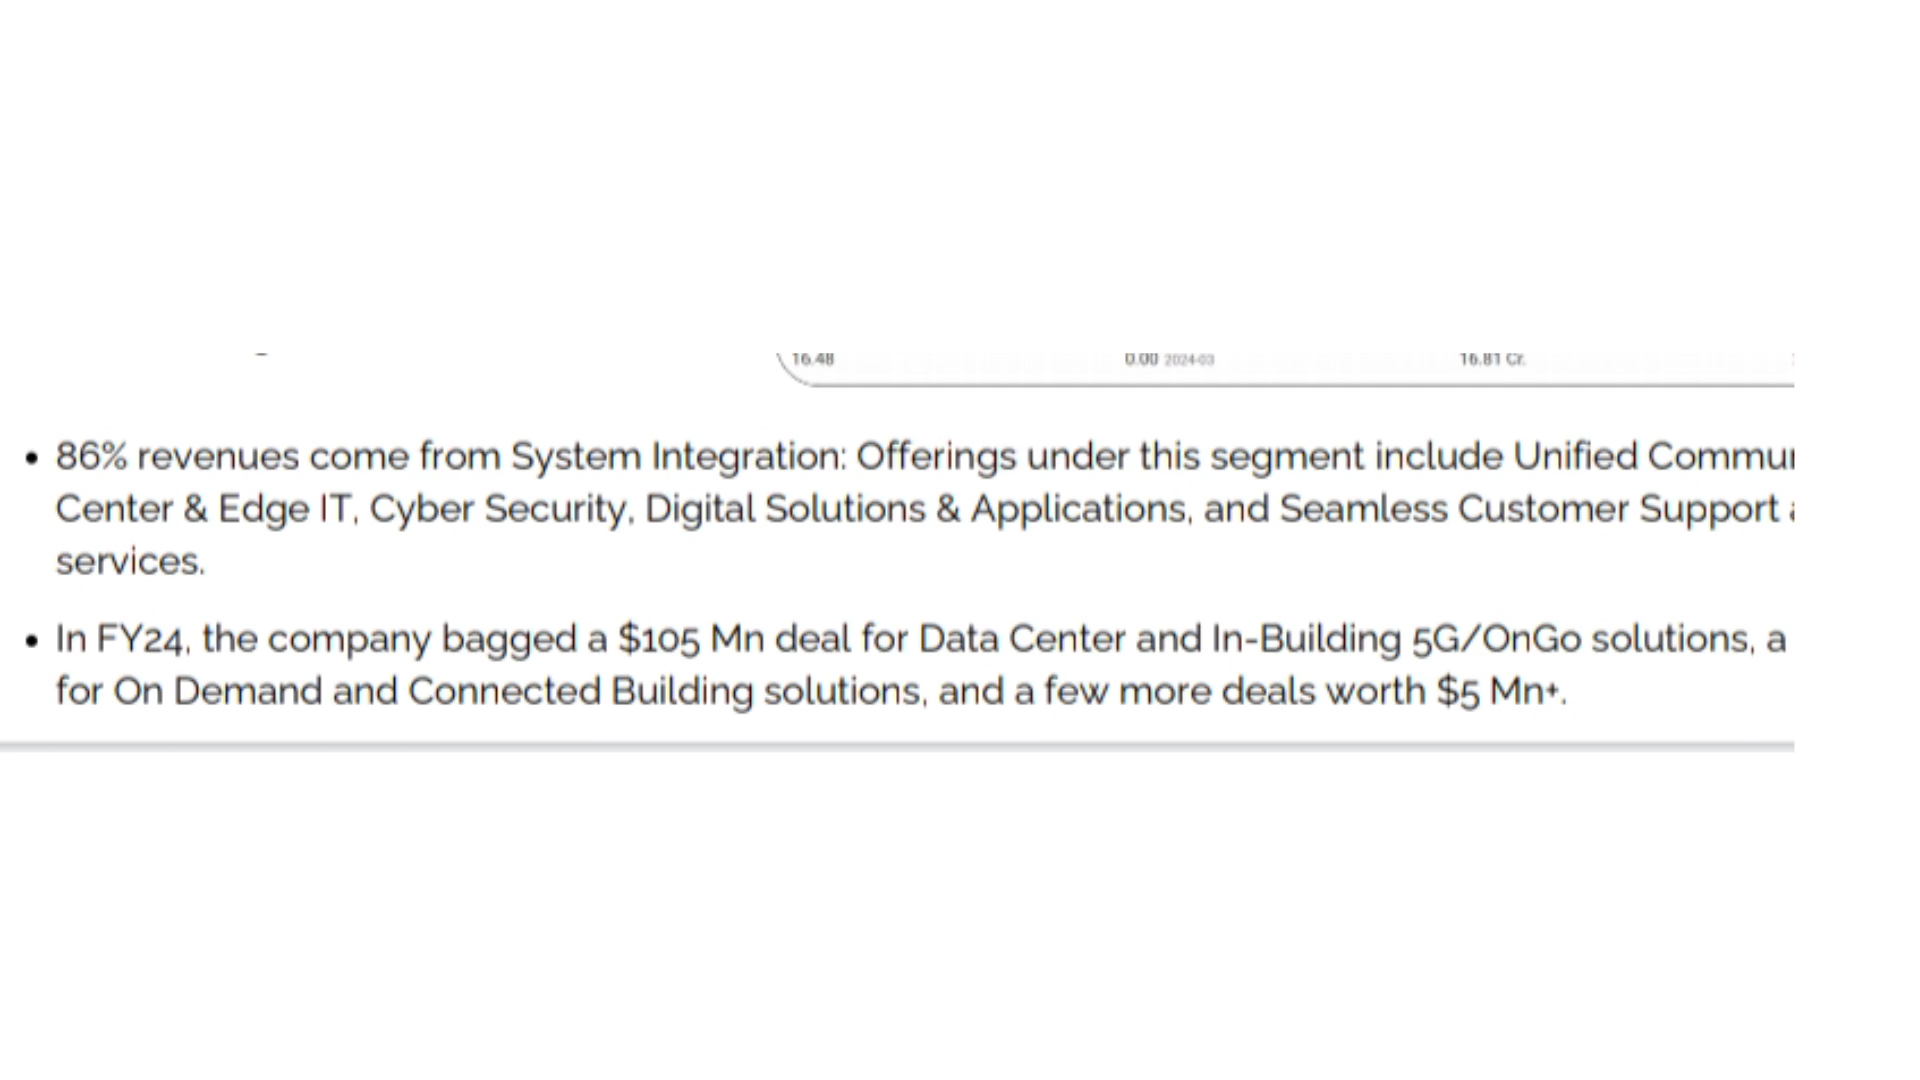 16.48 0.00 2024-03 16.81 Cr.
• 86% revenues come from System Integration: Offerings under this segment include Unified Commu
Center & Edge IT, Cyber Security, Digital Solutions & Applications, and Seamless Customer Support
services.
• In FY24, the company bagged a $105 Mn deal for Data Center and In-Building 5G/OnGo solutions, a
for On Demand and Connected Building solutions, and a few more deals worth $5 Mn+.